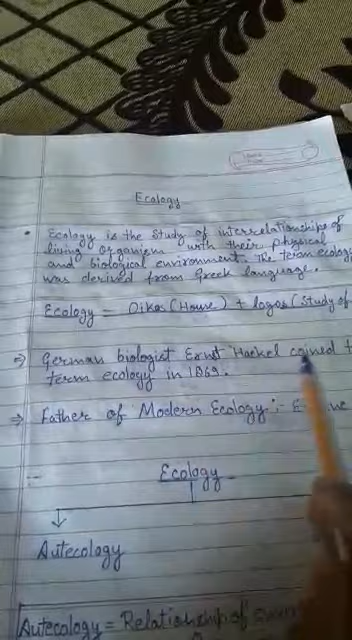 Ecology
• Ecology is the study of interrelationships of
living organism with their physical
and biological environment. The term ecology
was derived from Greek language.
Ecology = Oikos (House) + logos (Study of
⇒ German biologist Ernst Hackel coined t
term ecology in 1869.
⇒ Father of Modern Ecology :-
:- Ecology
Autecology
Autecology = Relationship of